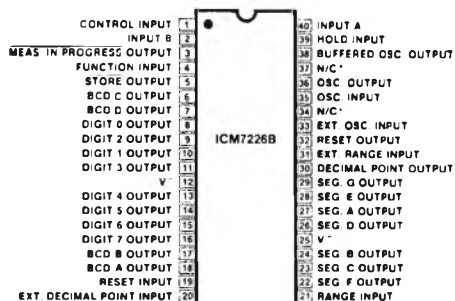 CONTROL INPUT 1
INPUT B 2
MEAS. IN PROGRESS OUTPUT 3
FUNCTION INPUT 4
STORE OUTPUT 5
BCD C OUTPUT 6
BCD D OUTPUT 7
DIGIT 0 OUTPUT 8
DIGIT 2 OUTPUT 9
DIGIT 1 OUTPUT 10
DIGIT 3 OUTPUT 11
V- 12
DIGIT 4 OUTPUT 13
DIGIT 5 OUTPUT 14
DIGIT 6 OUTPUT 15
DIGIT 7 OUTPUT 16
BCD B OUTPUT 17
BCD A OUTPUT 18
RESET INPUT 19
EXT. DECIMAL POINT INPUT 20
ICM7226B
40 INPUT A
39 HOLD INPUT
38 BUFFERED OSC. OUTPUT
37 N/C*
36 OSC. OUTPUT
35 OSC. INPUT
34 N/C*
33 EXT. OSC. INPUT
32 RESET OUTPUT
31 EXT. RANGE INPUT
30 DECIMAL POINT OUTPUT
29 SEG. G OUTPUT
28 SEG. E OUTPUT
27 SEG. A OUTPUT
26 SEG. D OUTPUT
25 V-
24 SEG. B OUTPUT
23 SEG. C OUTPUT
22 SEG. F OUTPUT
21 RANGE INPUT